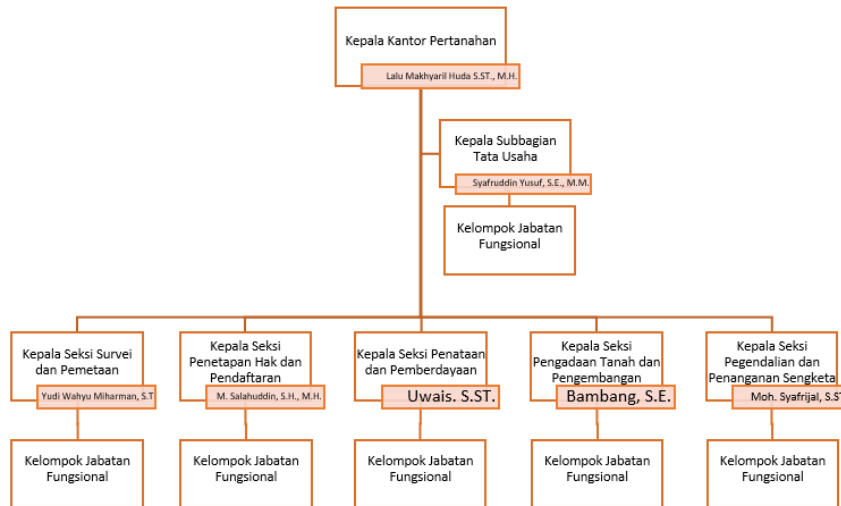 Kepala Kantor Pertanahan
Lalu Makhyaril Huda S.ST., M.H.
Kepala Subbagian
Tata Usaha
Syafruddin Yusuf, S.E., M.M.
Kelompok Jabatan
Fungsional
Kepala Seksi Survei
dan Pemetaan
Yudi Wahyu Miharman, S.T
Kelompok Jabatan
Fungsional
Kepala Seksi
Penetapan Hak dan
Pendaftaran
M. Salahuddin, S.H., M.H.
Kelompok Jabatan
Fungsional
Kepala Seksi Penataan
dan Pemberdayaan
Uwais. S.ST.
Kelompok Jabatan
Fungsional
Kepala Seksi
Pengadaan Tanah dan
Pengembangan
Bambang, S.E.
Kelompok Jabatan
Fungsional
Kepala Seksi
Pegendalian dan
Penanganan Sengketa
Moh. Syafrijal, S.ST
Kelompok Jabatan
Fungsional